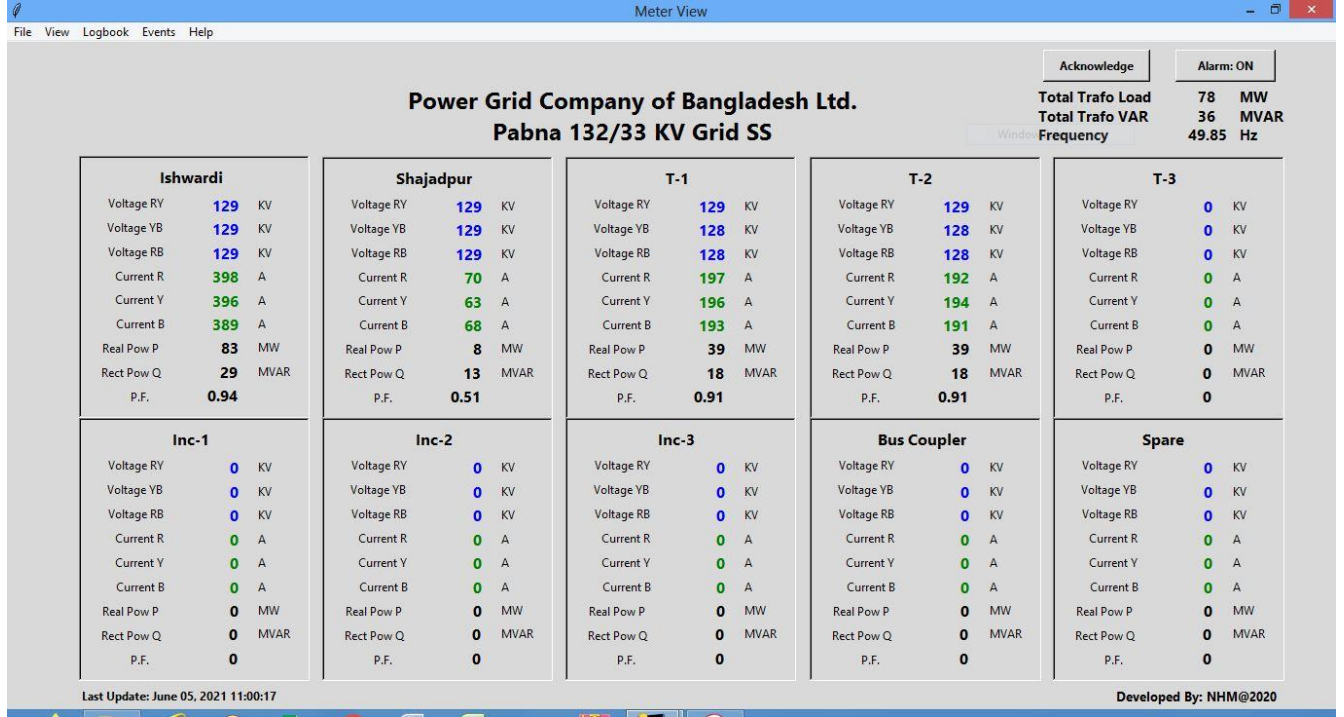 Meter View
File View Logbook Events Help
Acknowledge Alarm: ON
Power Grid Company of Bangladesh Ltd.
Pabna 132/33 KV Grid SS
Total Trafo Load 78 MW
Total Trafo VAR 36 MVAR
Window
Frequency 49.85 Hz
Ishwardi
Voltage RY 129 KV
Voltage YB 129 KV
Voltage RB 129 KV
Current R 398 A
Current Y 396 A
Current B 389 A
Real Pow P 83 MW
Rect Pow Q 29 MVAR
P.F. 0.94
Shajadpur
Voltage RY 129 KV
Voltage YB 129 KV
Voltage RB 129 KV
Current R 70 A
Current Y 63 A
Current B 68 A
Real Pow P 8 MW
Rect Pow Q 13 MVAR
P.F. 0.51
T-1
Voltage RY 129 KV
Voltage YB 128 KV
Voltage RB 128 KV
Current R 197 A
Current Y 196 A
Current B 193 A
Real Pow P 39 MW
Rect Pow Q 18 MVAR
P.F. 0.91
T-2
Voltage RY 129 KV
Voltage YB 128 KV
Voltage RB 128 KV
Current R 192 A
Current Y 194 A
Current B 191 A
Real Pow P 39 MW
Rect Pow Q 18 MVAR
P.F. 0.91
T-3
Voltage RY 0 KV
Voltage YB 0 KV
Voltage RB 0 KV
Current R 0 A
Current Y 0 A
Current B 0 A
Real Pow P 0 MW
Rect Pow Q 0 MVAR
P.F. 0
Inc-1
Voltage RY 0 KV
Voltage YB 0 KV
Voltage RB 0 KV
Current R 0 A
Current Y 0 A
Current B 0 A
Real Pow P 0 MW
Rect Pow Q 0 MVAR
P.F. 0
Inc-2
Voltage RY 0 KV
Voltage YB 0 KV
Voltage RB 0 KV
Current R 0 A
Current Y 0 A
Current B 0 A
Real Pow P 0 MW
Rect Pow Q 0 MVAR
P.F. 0
Inc-3
Voltage RY 0 KV
Voltage YB 0 KV
Voltage RB 0 KV
Current R 0 A
Current Y 0 A
Current B 0 A
Real Pow P 0 MW
Rect Pow Q 0 MVAR
P.F. 0
Bus Coupler
Voltage RY 0 KV
Voltage YB 0 KV
Voltage RB 0 KV
Current R 0 A
Current Y 0 A
Current B 0 A
Real Pow P 0 MW
Rect Pow Q 0 MVAR
P.F. 0
Spare
Voltage RY 0 KV
Voltage YB 0 KV
Voltage RB 0 KV
Current R 0 A
Current Y 0 A
Current B 0 A
Real Pow P 0 MW
Rect Pow Q 0 MVAR
P.F. 0
Last Update: June 05, 2021 11:00:17
Developed By: NHM@2020